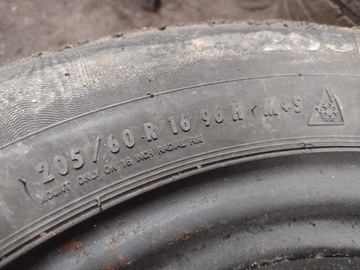 205/60 R 16 96 H M+S
MOUNT ONLY ON 16 INCH RADIAL RIM